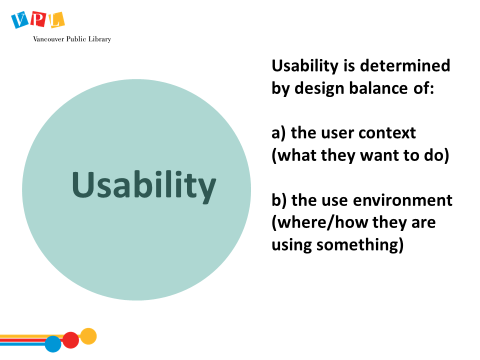 VPL
Vancouver Public Library
Usability
Usability is determined
by design balance of:
a) the user context
(what they want to do)
b) the use environment
(where/how they are
using something)